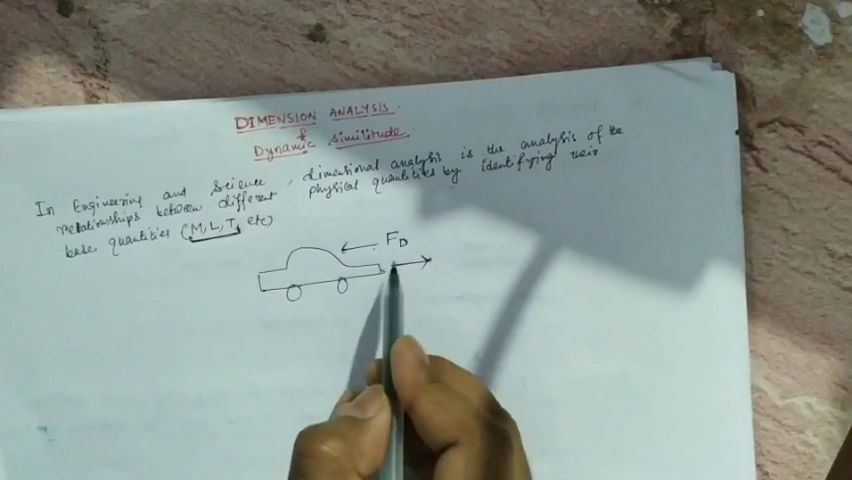 DIMENSION ANALYSIS.
&
Dynamic Similitude.
In Engineering and Science, dimensional analysis is the analysis of the
relationships between different physical quantities by identifying their
base quantities (M, L, T, etc)
F_D